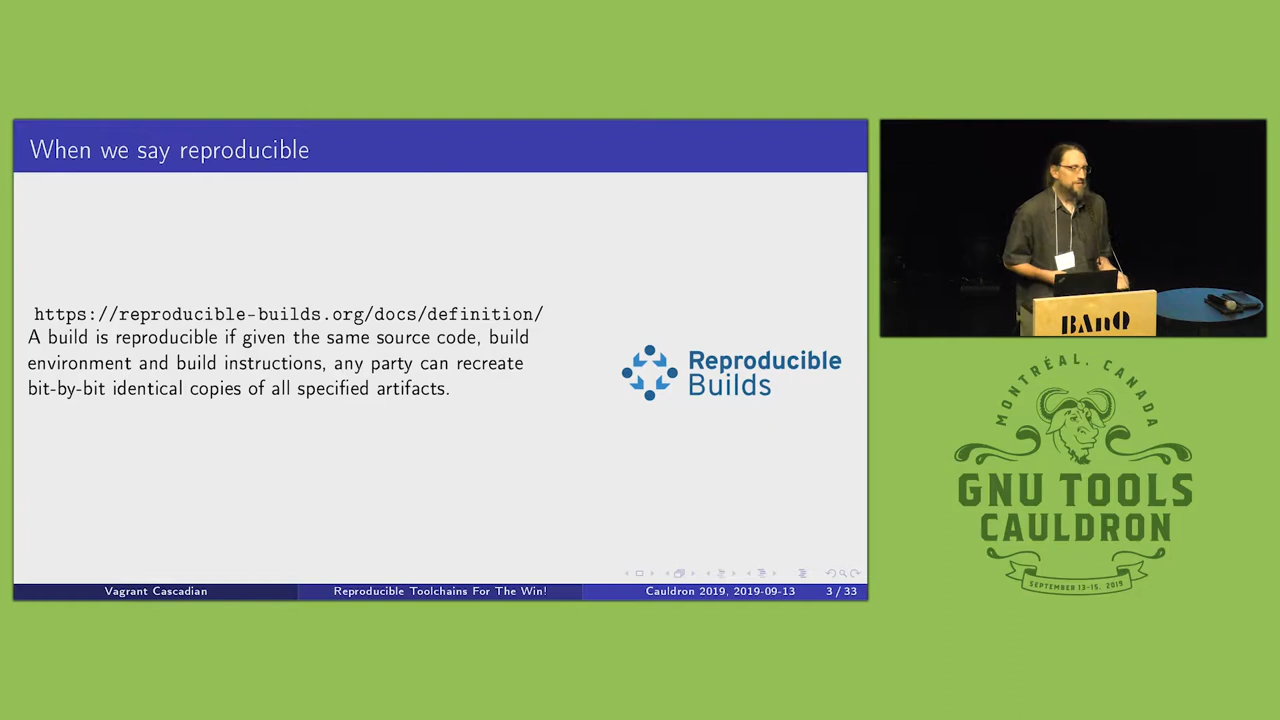 When we say reproducible
https://reproducible-builds.org/docs/definition/
A build is reproducible if given the same source code, build
environment and build instructions, any party can recreate
bit-by-bit identical copies of all specified artifacts.
Reproducible
Builds
Vagrant Cascadian
Reproducible Toolchains For The Win!
Cauldron 2019, 2019-09-13
3 / 33
BAnQ
MONTRÉAL, CANADA
GNU TOOLS
CAULDRON
SEPTEMBER 13-15, 2019